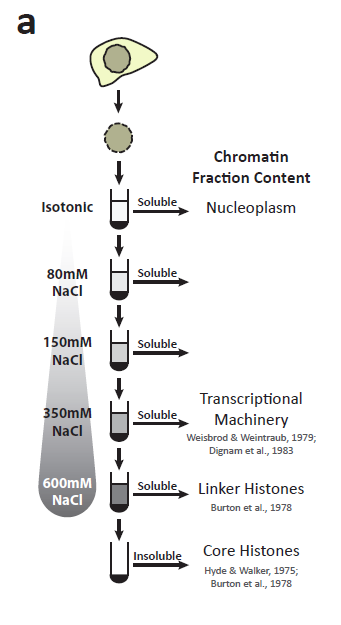 a
Chromatin
Fraction Content
Isotonic
Soluble
Nucleoplasm
80mM
NaCl
Soluble
150mM
NaCl
Soluble
350mM
NaCl
Soluble
Transcriptional
Machinery
Weisbrod & Weintraub, 1979;
Dignam et al., 1983
600mM
NaCl
Soluble
Linker Histones
Burton et al., 1978
Insoluble
Core Histones
Hyde & Walker, 1975;
Burton et al., 1978